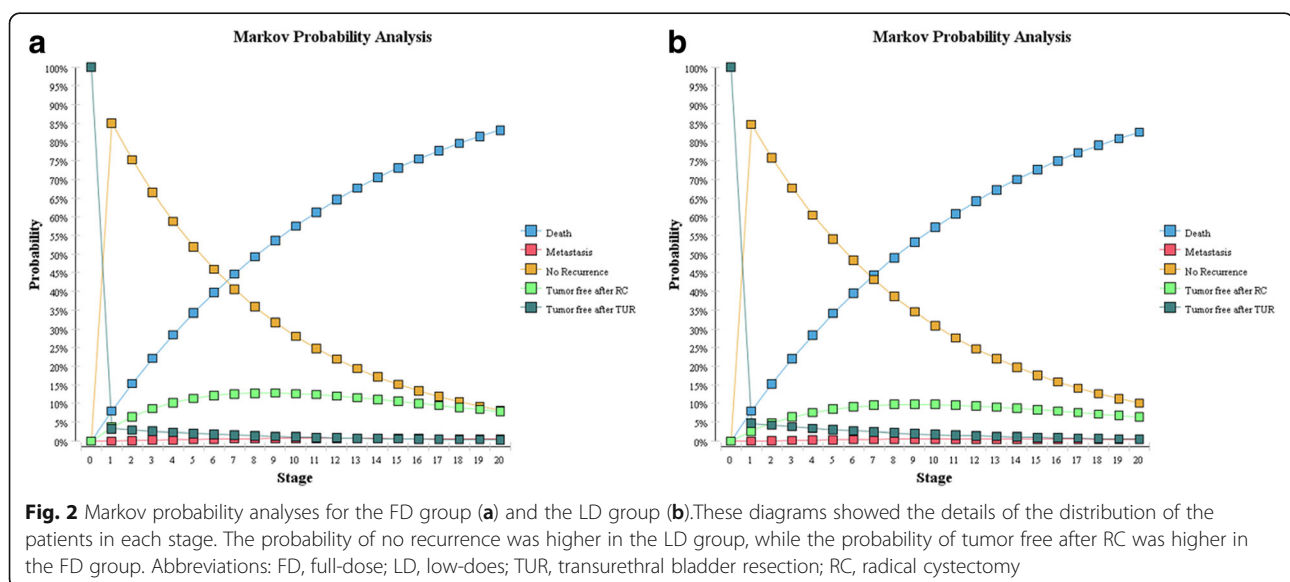 a
Markov Probability Analysis
100%
95%
90%
85%
80%
75%
70%
65%
60%
55%
50%
45%
40%
35%
30%
25%
20%
15%
10%
5%
0%
Probability
0 1 2 3 4 5 6 7 8 9 10 11 12 13 14 15 16 17 18 19 20
Stage
Death
Metastasis
No Recurrence
Tumor free after RC
Tumor free after TUR
b
Markov Probability Analysis
100%
95%
90%
85%
80%
75%
70%
65%
60%
55%
50%
45%
40%
35%
30%
25%
20%
15%
10%
5%
0%
Probability
0 1 2 3 4 5 6 7 8 9 10 11 12 13 14 15 16 17 18 19 20
Stage
Death
Metastasis
No Recurrence
Tumor free after RC
Tumor free after TUR
Fig. 2 Markov probability analyses for the FD group (a) and the LD group (b).These diagrams showed the details of the distribution of the
patients in each stage. The probability of no recurrence was higher in the LD group, while the probability of tumor free after RC was higher in
the FD group. Abbreviations: FD, full-dose; LD, low-does; TUR, transurethral bladder resection; RC, radical cystectomy